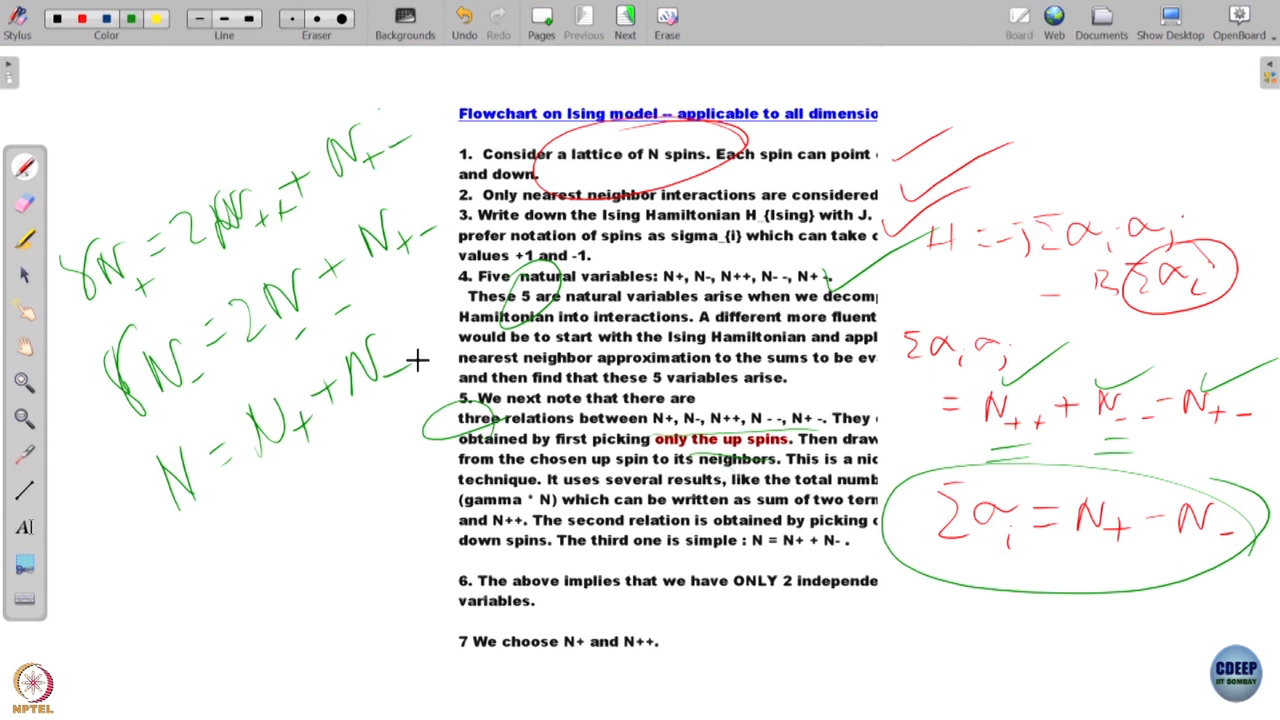 Stylus
Color
Line
Eraser
Backgrounds
Undo
Redo
Pages
Previous
Next
Erase
Board
Web
Documents
Show Desktop
OpenBoard
Flowchart on Ising model -- applicable to all dimensio
1. Consider a lattice of N spins. Each spin can point
and down.
2. Only nearest neighbor interactions are considered
3. Write down the Ising Hamiltonian H_{Ising} with J.
prefer notation of spins as sigma_{i} which can take
values +1 and -1.
4. Five natural variables: N+, N-, N++, N- -, N+ -.
These 5 are natural variables arise when we decom
Hamiltonian into interactions. A different more fluent
would be to start with the Ising Hamiltonian and appl
nearest neighbor approximation to the sums to be ev
and then find that these 5 variables arise.
5. We next note that there are
three relations between N+, N-, N++, N - -, N+ -. They
obtained by first picking only the up spins. Then draw
from the chosen up spin to its neighbors. This is a nic
technique. It uses several results, like the total numb
(gamma * N) which can be written as sum of two ter
and N++. The second relation is obtained by picking
down spins. The third one is simple : N = N+ + N- .
6. The above implies that we have ONLY 2 independe
variables.
7 We choose N+ and N++.
γN+ = 2N++ + N+-
γN- = 2N-- + N+-
N = N+ + N-
H = -J Σ σi σj
- B Σ σi
Σ σi σj
= N++ + N-- - N+-
Σ σi = N+ - N-
NPTEL
CDEEP
IIT BOMBAY